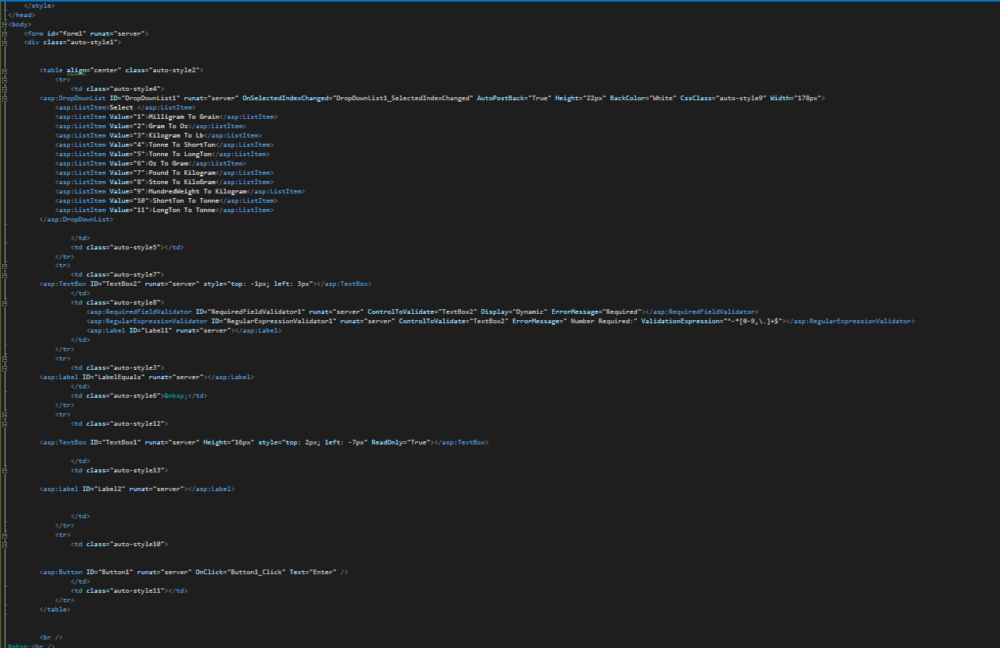 </style>
</head>
<body>
<form id="form1" runat="server">
<div class="auto-style1">
<table align="center" class="auto-style2">
<tr>
<td class="auto-style4">
<asp:DropDownList ID="DropDownList1" runat="server" OnSelectedIndexChanged="DropDownList1_SelectedIndexChanged" AutoPostBack="True" Height="22px" BackColor="White" CssClass="auto-style9" Width="178px">
<asp:ListItem>Select </asp:ListItem>
<asp:ListItem Value="1">Milligram To Grain</asp:ListItem>
<asp:ListItem Value="2">Gram To Oz</asp:ListItem>
<asp:ListItem Value="3">Kilogram To Lb</asp:ListItem>
<asp:ListItem Value="4">Tonne To ShortTon</asp:ListItem>
<asp:ListItem Value="5">Tonne To LongTon</asp:ListItem>
<asp:ListItem Value="6">Oz To Gram</asp:ListItem>
<asp:ListItem Value="7">Pound To Kilogram</asp:ListItem>
<asp:ListItem Value="8">Stone To KiloGram</asp:ListItem>
<asp:ListItem Value="9">HundredWeight To Kilogram</asp:ListItem>
<asp:ListItem Value="10">ShortTon To Tonne</asp:ListItem>
<asp:ListItem Value="11">LongTon To Tonne</asp:ListItem>
</asp:DropDownList>
</td>
<td class="auto-style5"></td>
</tr>
<tr>
<td class="auto-style7">
<asp:TextBox ID="TextBox2" runat="server" style="top: -1px; left: 3px"></asp:TextBox>
</td>
<td class="auto-style8">
<asp:RequiredFieldValidator ID="RequiredFieldValidator1" runat="server" ControlToValidate="TextBox2" Display="Dynamic" ErrorMessage="Required"></asp:RequiredFieldValidator>
<asp:RegularExpressionValidator ID="RegularExpressionValidator1" runat="server" ControlToValidate="TextBox2" ErrorMessage=" Number Required:" ValidationExpression="^-*[0-9,\.]+$"></asp:RegularExpressionValidator>
<asp:Label ID="Label1" runat="server"></asp:Label>
</td>
</tr>
<tr>
<td class="auto-style3">
<asp:Label ID="LabelEquals" runat="server"></asp:Label>
</td>
<td class="auto-style6">&nbsp;</td>
</tr>
<tr>
<td class="auto-style12">
<asp:TextBox ID="TextBox1" runat="server" Height="16px" style="top: 2px; left: -7px" ReadOnly="True"></asp:TextBox>
</td>
<td class="auto-style13">
<asp:Label ID="Label2" runat="server"></asp:Label>
</td>
</tr>
<tr>
<td class="auto-style10">
<asp:Button ID="Button1" runat="server" OnClick="Button1_Click" Text="Enter" />
</td>
<td class="auto-style11"></td>
</tr>
</table>
<br />
&nbsp;<br />